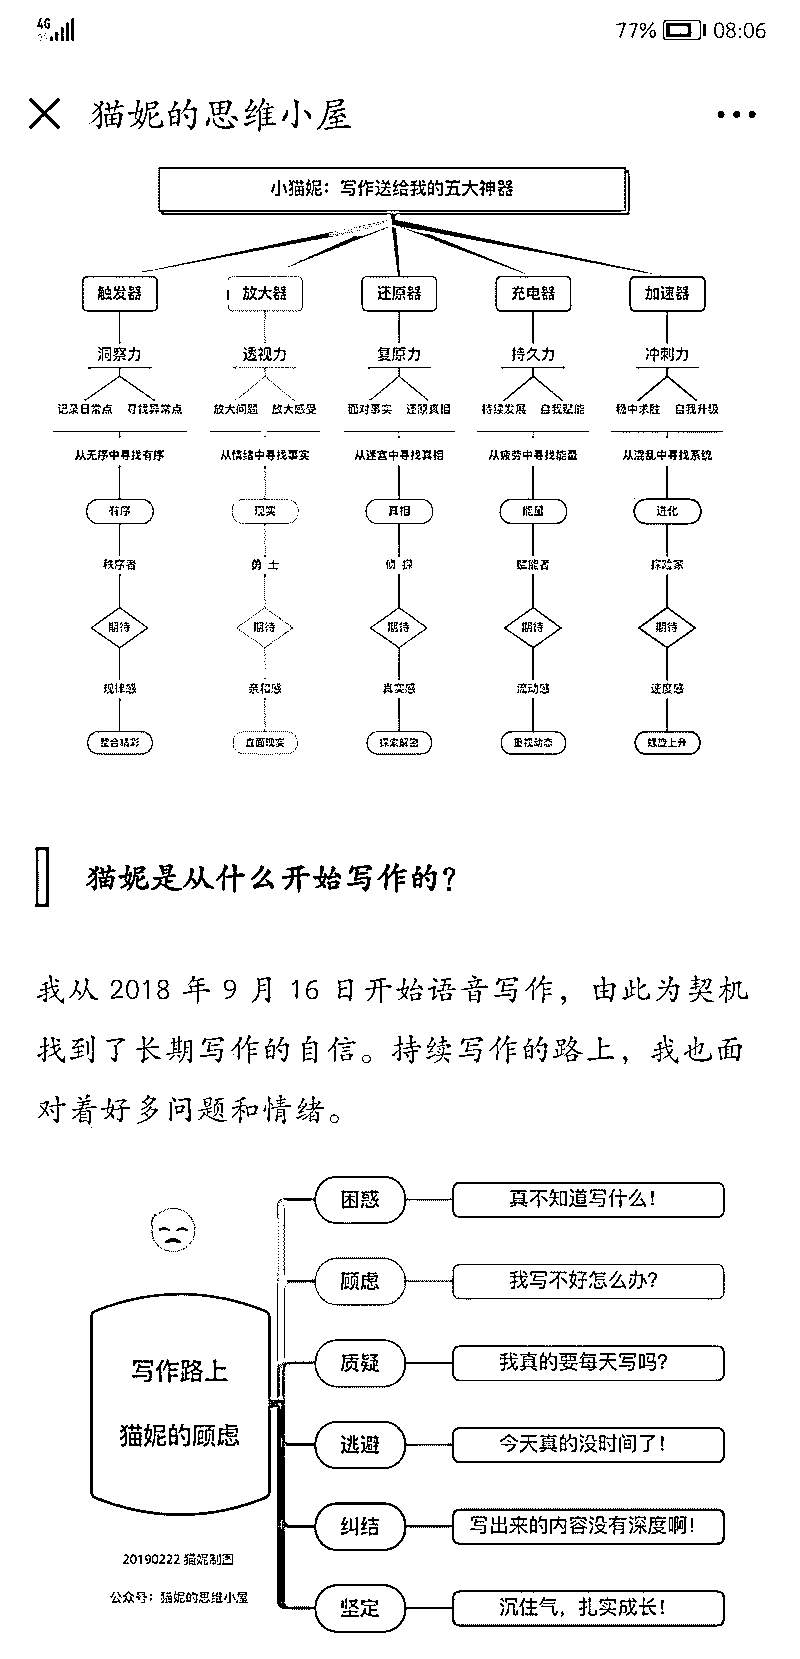 4G 77% 08:06
猫妮的思维小屋
小猫妮：写作送给我的五大神器
触发器 放大器 还原器 充电器 加速器
洞察力 透视力 复原力 持久力 冲刺力
记录日常点 寻找异常点 放大问题 放大感受 面对事实 还原真相 持续发展 自我赋能 稳中求胜 自我升级
从无序中寻找有序 从情绪中寻找事实 从迷宫中寻找真相 从疲劳中寻找能量 从混乱中寻找系统
有序 现实 真相 能量 进化
秩序者 勇士 侦探 赋能者 探险家
期待 期待 期待 期待 期待
规律感 亲和感 真实感 流动感 速度感
整合精彩 直面现实 探索解密 重视动态 螺旋上升
猫妮是从什么开始写作的？
我从 2018 年 9 月 16 日开始语音写作，由此为契机
找到了长期写作的自信。持续写作的路上，我也面
对着好多问题和情绪。
写作路上
猫妮的顾虑
困惑 真不知道写什么！
顾虑 我写不好怎么办？
质疑 我真的要每天写吗？
逃避 今天真的没时间了！
纠结 写出来的内容没有深度啊！
坚定 沉住气，扎实成长！
20190222 猫妮制图
公众号：猫妮的思维小屋